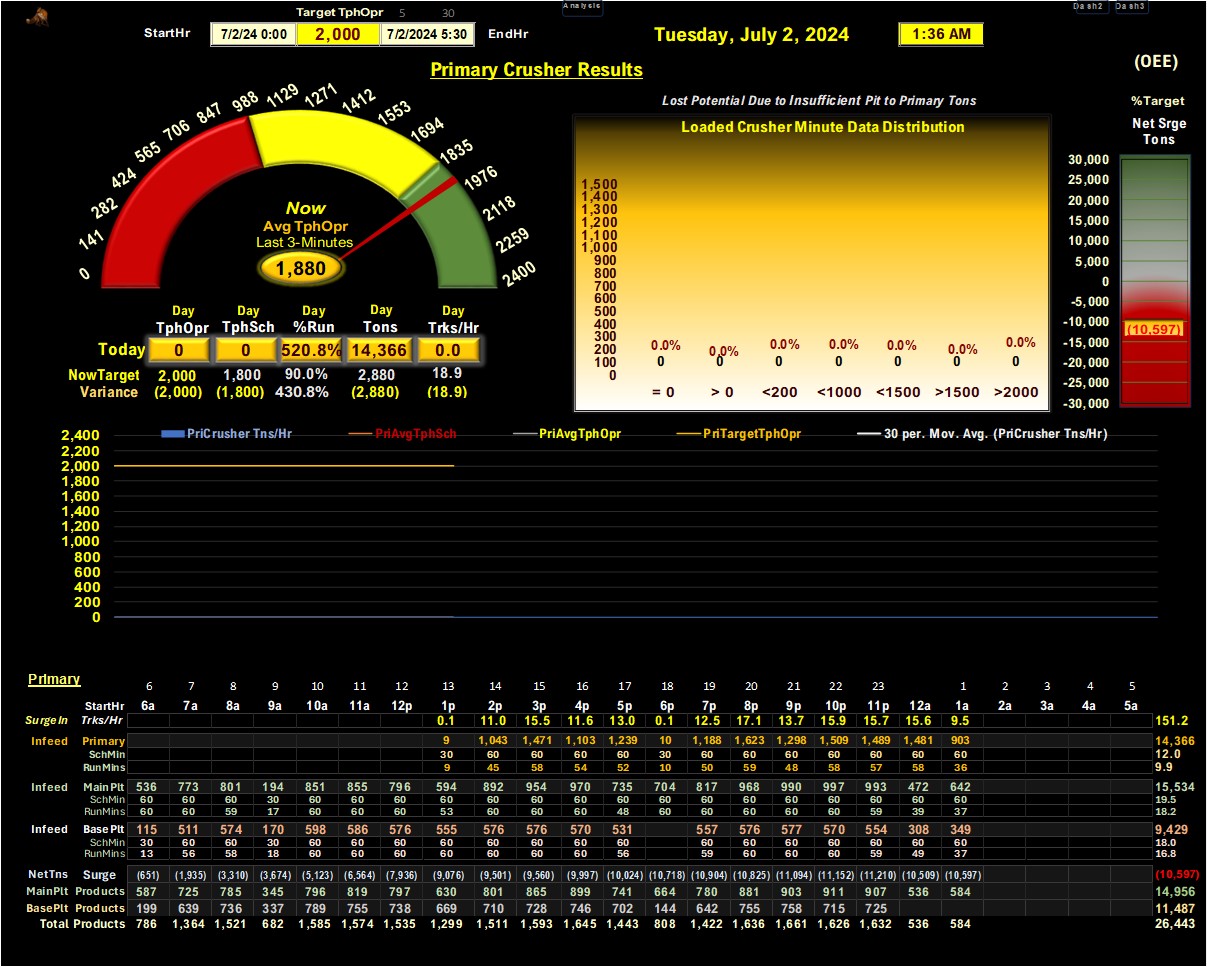 Target TphOpr 5 30 Analysis Dash2 Dash3
StartHr 7/2/24 0:00 2,000 7/2/2024 5:30 EndHr Tuesday, July 2, 2024 1:36 AM
Primary Crusher Results
(OEE)
%Target
Net Srge
Tons
0 141 282 424 565 706 847 988 1129 1271 1412 1553 1694 1835 1976 2118 2259 2400
Now
Avg TphOpr
Last 3-Minutes
1,880
Day Day Day Day Day
TphOpr TphSch %Run Tons Trks/Hr
Today 0 0 520.8% 14,366 0.0
NowTarget 2,000 1,800 90.0% 2,880 18.9
Variance (2,000) (1,800) 430.8% (2,880) (18.9)
Lost Potential Due to Insufficient Pit to Primary Tons
Loaded Crusher Minute Data Distribution
1,500
1,400
1,300
1,200
1,100
1,000
900
800
700
600
500
400
300
200
100
0
0.0% 0.0% 0.0% 0.0% 0.0% 0.0% 0.0%
0 0 0 0 0 0 0
= 0 > 0 <200 <1000 <1500 >1500 >2000
30,000
25,000
20,000
15,000
10,000
5,000
0
-5,000
-10,000
(10,597)
-15,000
-20,000
-25,000
-30,000
PriCrusher Tns/Hr PriAvgTphSch PriAvgTphOpr PriTargetTphOpr 30 per. Mov. Avg. (PriCrusher Tns/Hr)
2,400
2,200
2,000
1,800
1,600
1,400
1,200
1,000
800
600
400
200
0
Primary
6 7 8 9 10 11 12 13 14 15 16 17 18 19 20 21 22 23 1 2 3 4 5
StartHr 6a 7a 8a 9a 10a 11a 12p 1p 2p 3p 4p 5p 6p 7p 8p 9p 10p 11p 12a 1a 2a 3a 4a 5a
SurgeIn Trks/Hr 0.1 11.0 15.5 11.6 13.0 0.1 12.5 17.1 13.7 15.9 15.7 15.6 9.5 151.2
Infeed Primary 9 1,043 1,471 1,103 1,239 10 1,188 1,623 1,298 1,509 1,489 1,481 903 14,366
SchMin 30 60 60 60 60 30 60 60 60 60 60 60 60 12.0
RunMins 9 45 58 54 52 10 50 59 48 58 57 58 36 9.9
Infeed MainPlt 536 773 801 194 851 855 796 594 892 954 970 735 704 817 968 990 997 993 472 642 15,534
SchMin 60 60 60 30 60 60 60 60 60 60 60 60 60 60 60 60 60 60 60 60 19.5
RunMins 60 60 59 17 60 60 60 53 60 60 60 48 60 60 60 60 60 59 39 37 18.2
Infeed BasePlt 115 511 574 170 598 586 576 555 576 576 570 531 557 576 577 570 554 308 349 9,429
SchMin 30 60 60 30 60 60 60 60 60 60 60 60 60 60 60 60 60 60 60 18.0
RunMins 13 56 58 18 60 60 60 60 60 60 60 56 59 60 60 60 59 49 37 16.8
NetTns Surge (651) (1,935) (3,310) (3,674) (5,123) (6,564) (7,936) (9,076) (9,501) (9,560) (9,997) (10,024) (10,718) (10,904) (10,825) (11,094) (11,152) (11,210) (10,509) (10,597) (10,597)
MainPlt Products 587 725 785 345 796 819 797 630 801 865 899 741 664 780 881 903 911 907 536 584 14,956
BasePlt Products 199 639 736 337 789 755 738 669 710 728 746 702 144 642 755 758 715 725 11,487
Total Products 786 1,364 1,521 682 1,585 1,574 1,535 1,299 1,511 1,593 1,645 1,443 808 1,422 1,636 1,661 1,626 1,632 536 584 26,443